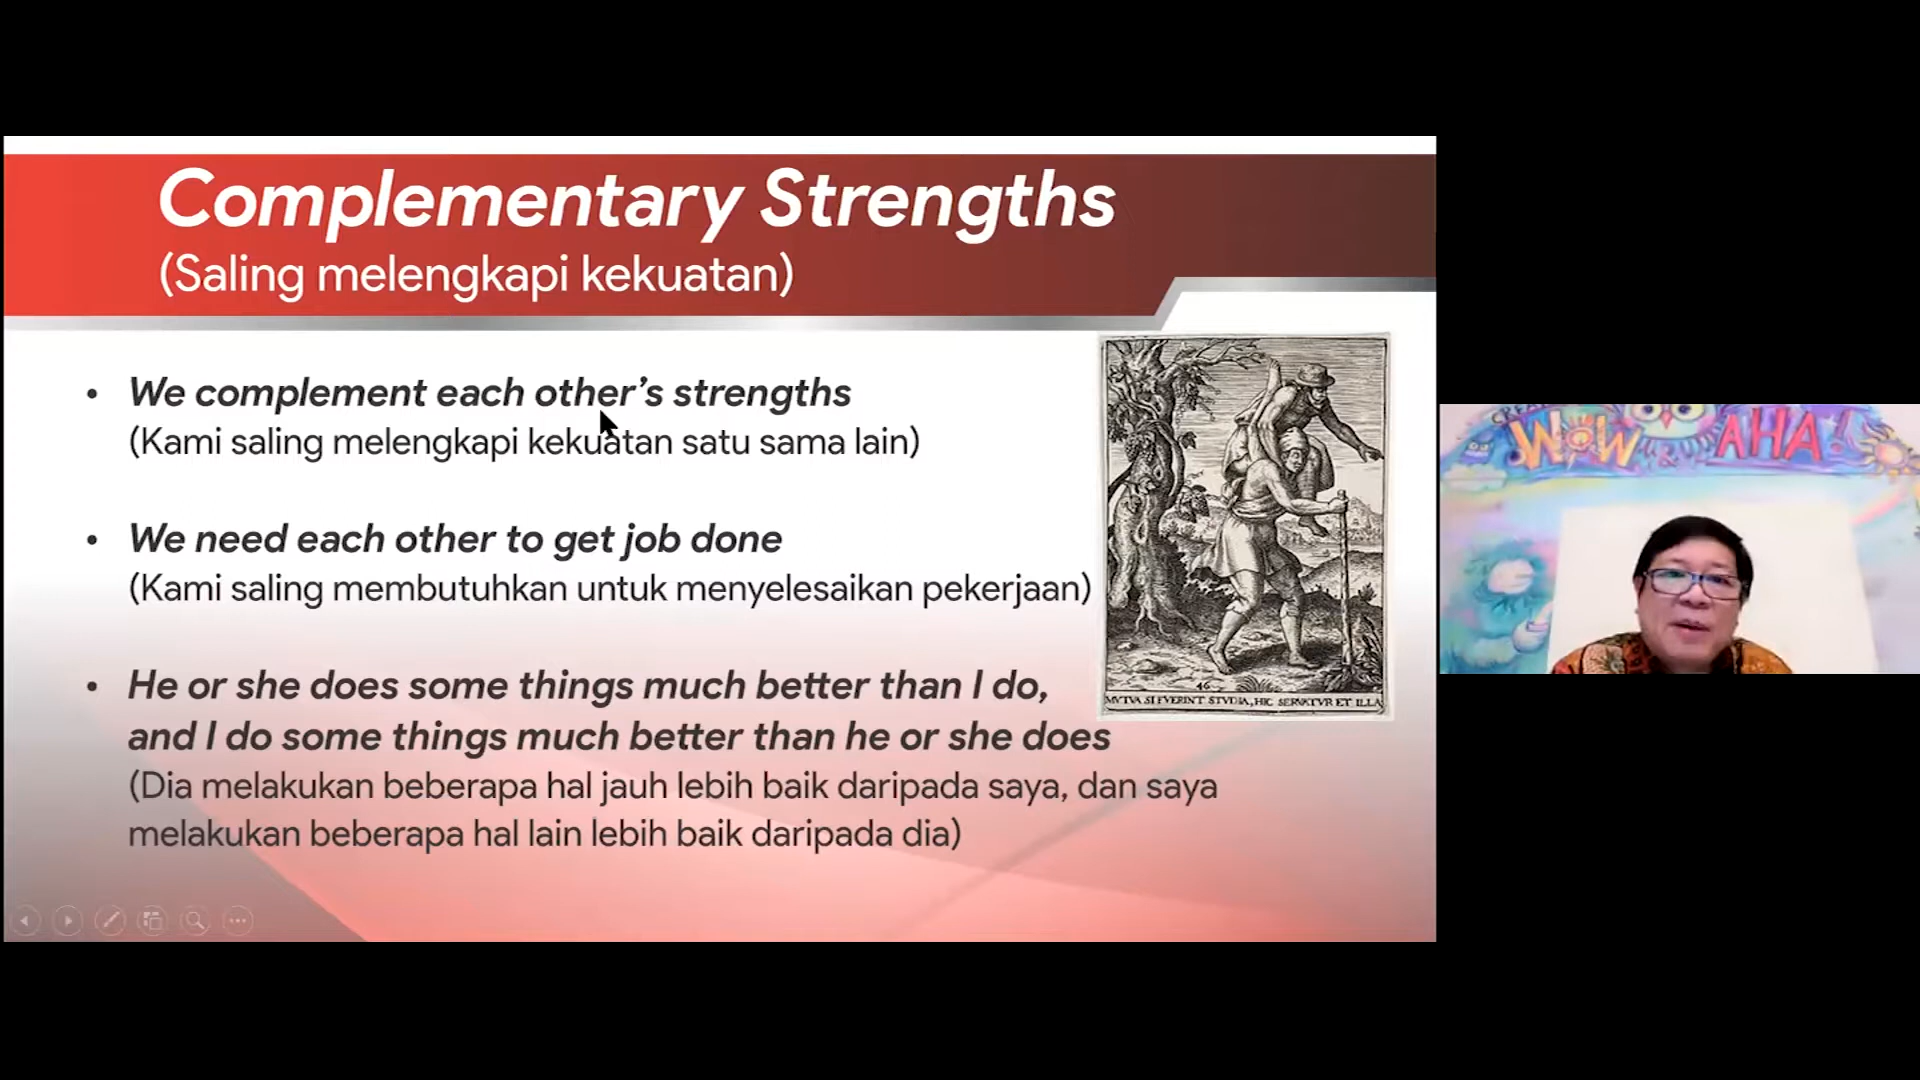 Complementary Strengths
(Saling melengkapi kekuatan)
• We complement each other's strengths
(Kami saling melengkapi kekuatan satu sama lain)
• We need each other to get job done
(Kami saling membutuhkan untuk menyelesaikan pekerjaan)
• He or she does some things much better than I do,
and I do some things much better than he or she does
(Dia melakukan beberapa hal jauh lebih baik daripada saya, dan saya
melakukan beberapa hal lain lebih baik daripada dia)
46
MVTVA SI FVERINT STVDIA, HIC SERVATVR ET ILLA
WOW & AHA!